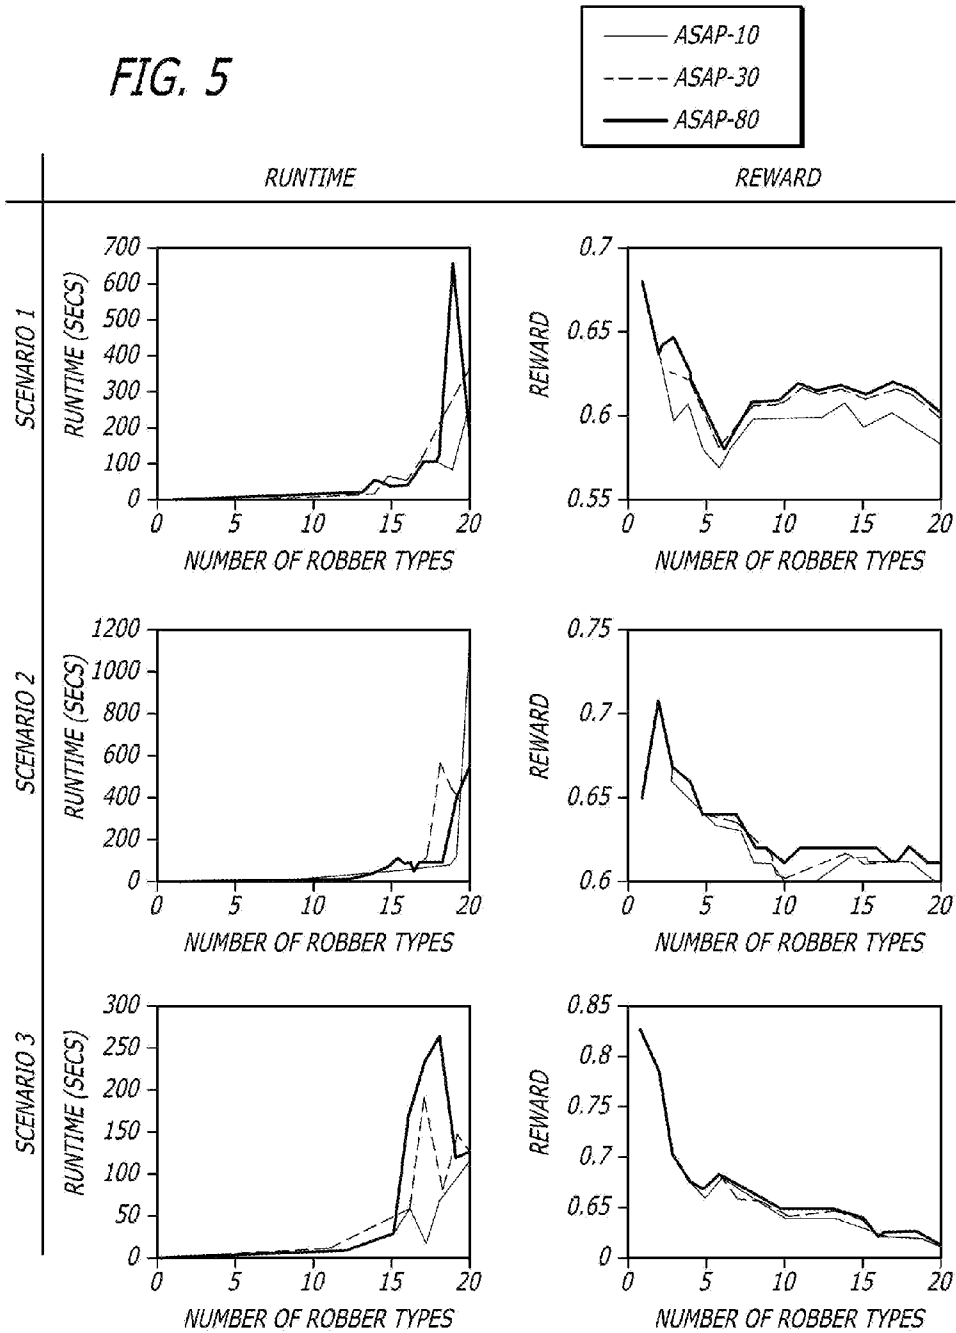 FIG. 5
ASAP-10
ASAP-30
ASAP-80
RUNTIME
REWARD
SCENARIO 1
RUNTIME (SECS)
700
600
500
400
300
200
100
0
0 5 10 15 20
NUMBER OF ROBBER TYPES
REWARD
0.7
0.65
0.6
0.55
0 5 10 15 20
NUMBER OF ROBBER TYPES
SCENARIO 2
RUNTIME (SECS)
1200
1000
800
600
400
200
0
0 5 10 15 20
NUMBER OF ROBBER TYPES
REWARD
0.75
0.7
0.65
0.6
0 5 10 15 20
NUMBER OF ROBBER TYPES
SCENARIO 3
RUNTIME (SECS)
300
250
200
150
100
50
0
0 5 10 15 20
NUMBER OF ROBBER TYPES
REWARD
0.85
0.8
0.75
0.7
0.65
0
0 5 10 15 20
NUMBER OF ROBBER TYPES